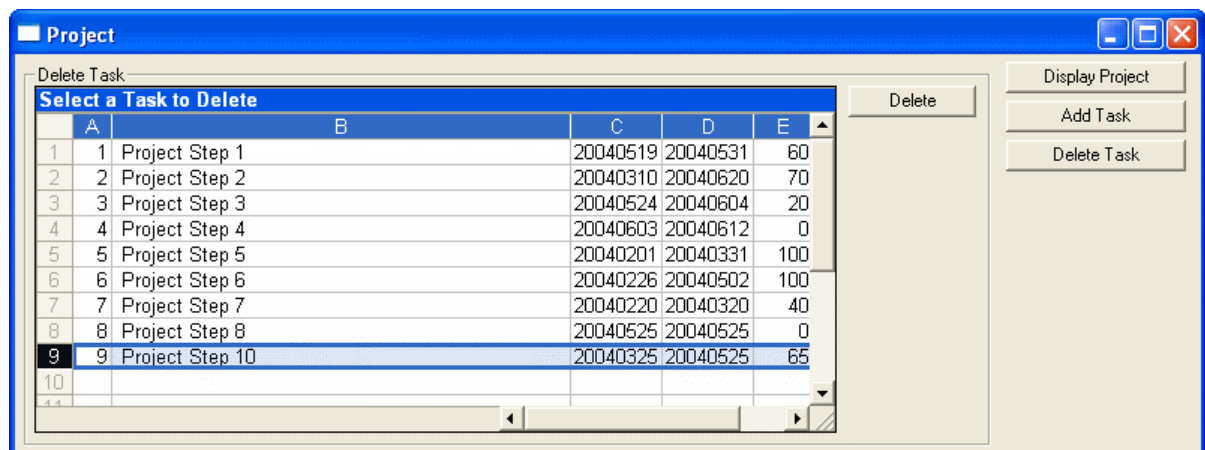 Project
Delete Task
Select a Task to Delete
A B C D E
1 1 Project Step 1 20040519 20040531 60
2 2 Project Step 2 20040310 20040620 70
3 3 Project Step 3 20040524 20040604 20
4 4 Project Step 4 20040603 20040612 0
5 5 Project Step 5 20040201 20040331 100
6 6 Project Step 6 20040226 20040502 100
7 7 Project Step 7 20040220 20040320 40
8 8 Project Step 8 20040525 20040525 0
9 9 Project Step 10 20040325 20040525 65
10
Delete
Display Project
Add Task
Delete Task